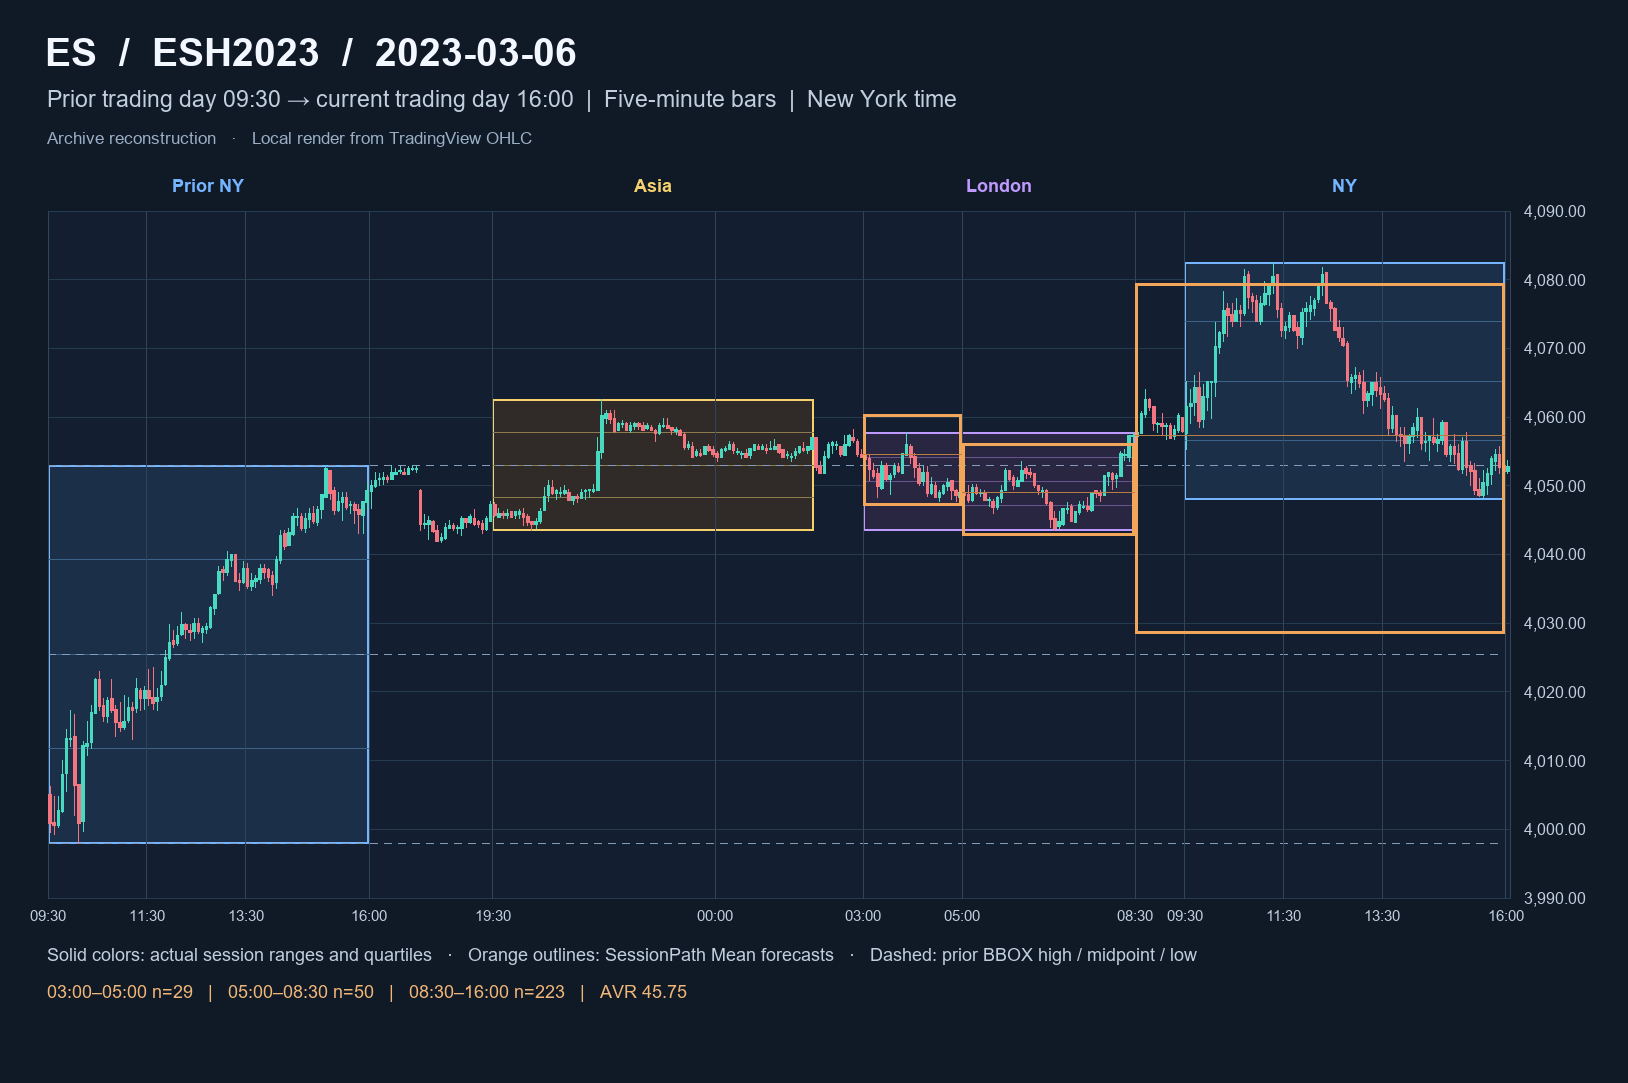 ES / ESH2023 / 2023-03-06
Prior trading day 09:30 → current trading day 16:00 | Five-minute bars | New York time
Archive reconstruction · Local render from TradingView OHLC
Prior NY Asia London NY
4,090.00
4,080.00
4,070.00
4,060.00
4,050.00
4,040.00
4,030.00
4,020.00
4,010.00
4,000.00
3,990.00
09:30 11:30 13:30 16:00 19:30 00:00 03:00 05:00 08:30 09:30 11:30 13:30 16:00
Solid colors: actual session ranges and quartiles · Orange outlines: SessionPath Mean forecasts · Dashed: prior BBOX high / midpoint / low
03:00–05:00 n=29 | 05:00–08:30 n=50 | 08:30–16:00 n=223 | AVR 45.75